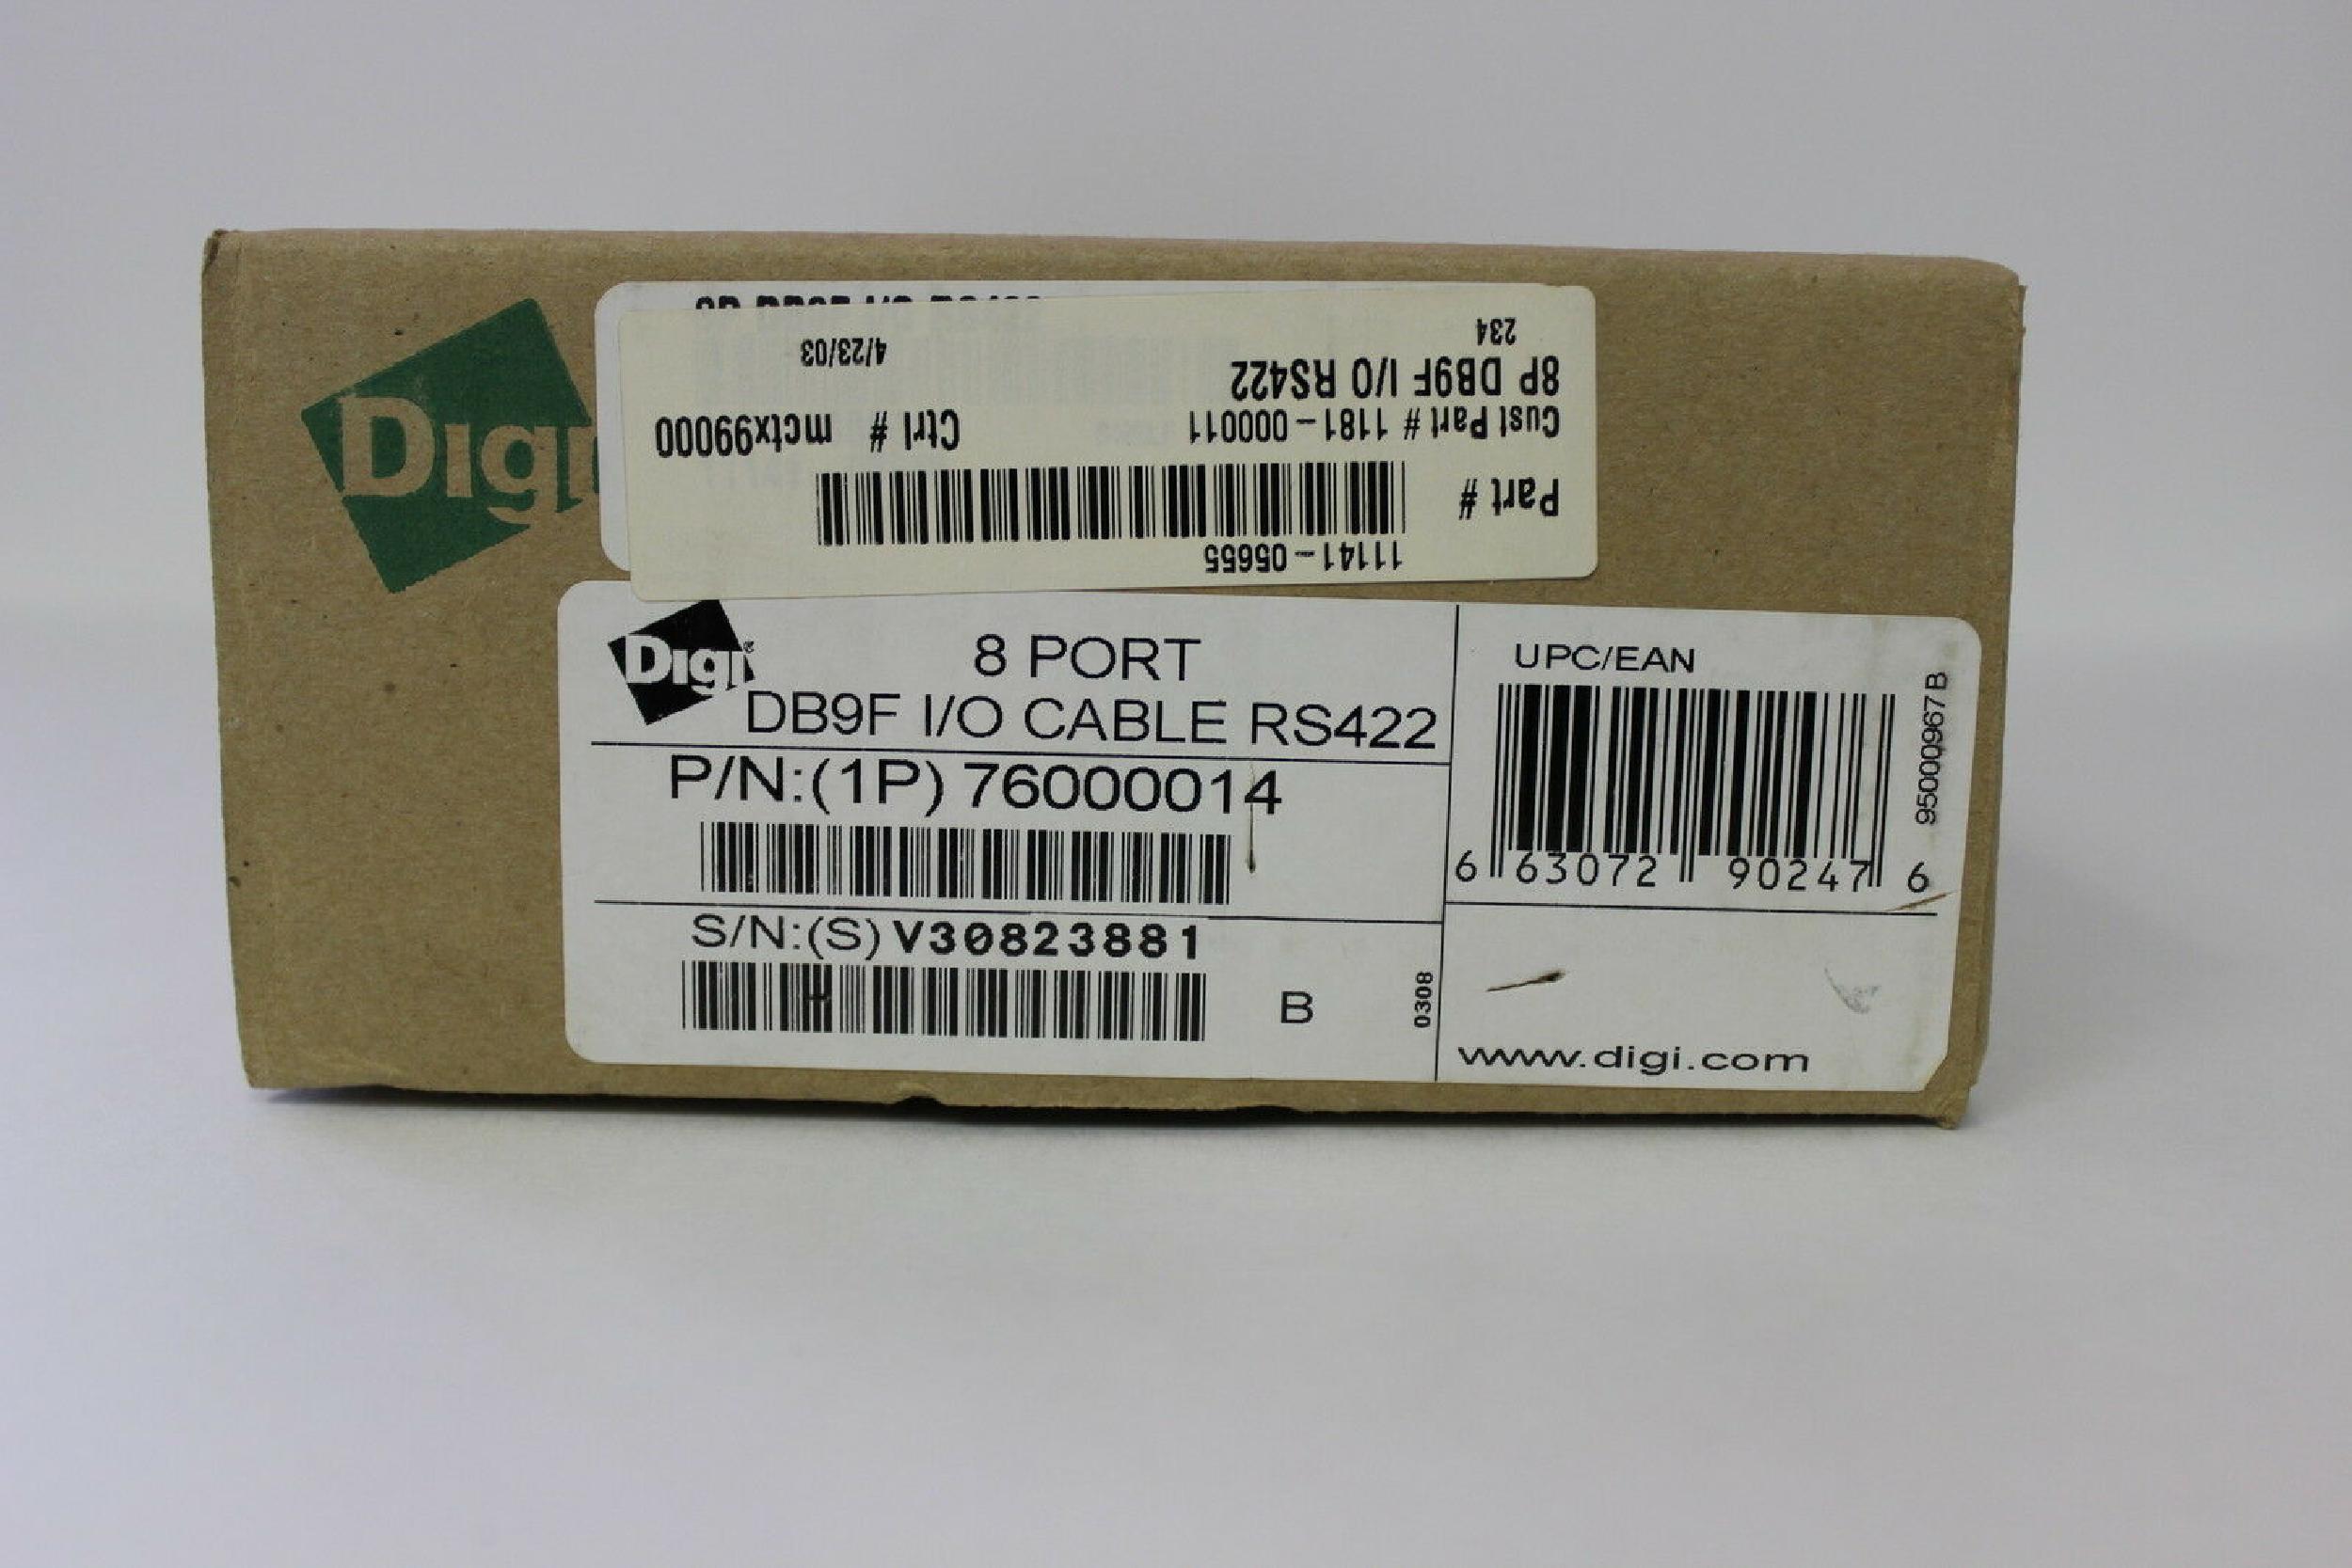 Digi
234
4/23/03
8P DB9F I/O RS422
Cust Part # 1181-000011
Ctrl # mctx99000
Part #
11141-05655
Digi®
8 PORT
DB9F I/O CABLE RS422
P/N:(1P) 76000014
S/N:(S) V30823881
B
0308
UPC/EAN
6 63072 90247 6
95000967 B
www.digi.com